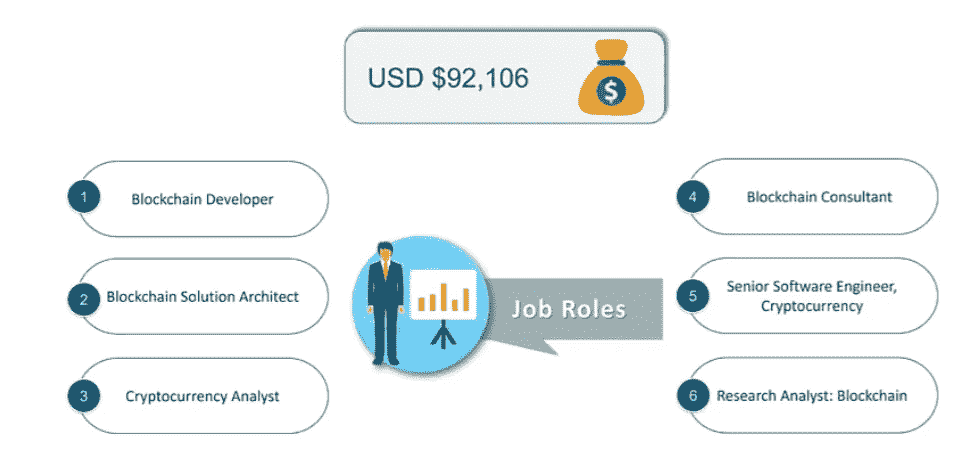 USD $92,106
$
1
Blockchain Developer
2
Blockchain Solution Architect
3
Cryptocurrency Analyst
Job Roles
4
Blockchain Consultant
5
Senior Software Engineer,
Cryptocurrency
6
Research Analyst: Blockchain